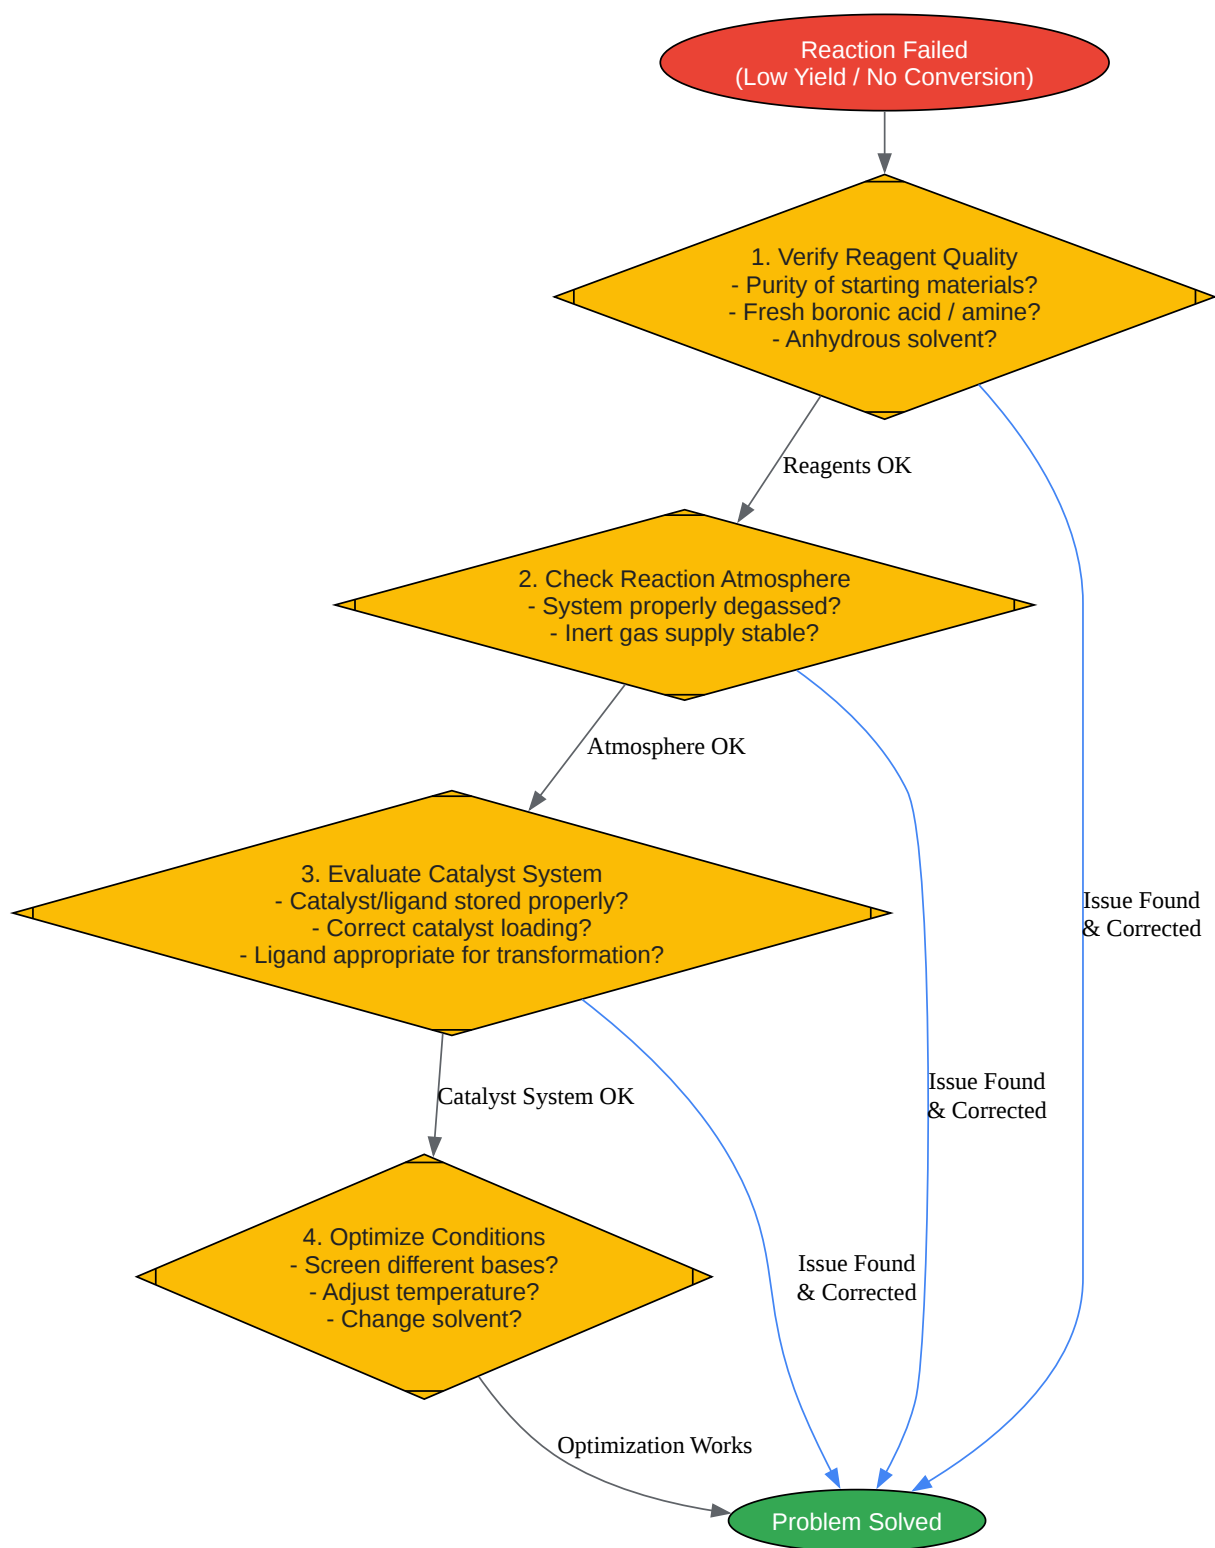 Reaction Failed
(Low Yield / No Conversion)
1. Verify Reagent Quality
- Purity of starting materials?
- Fresh boronic acid / amine?
- Anhydrous solvent?
Reagents OK
2. Check Reaction Atmosphere
- System properly degassed?
- Inert gas supply stable?
Atmosphere OK
3. Evaluate Catalyst System
- Catalyst/ligand stored properly?
- Correct catalyst loading?
- Ligand appropriate for transformation?
Issue Found
& Corrected
Catalyst System OK
Issue Found
& Corrected
4. Optimize Conditions
- Screen different bases?
- Adjust temperature?
- Change solvent?
Issue Found
& Corrected
Optimization Works
Problem Solved